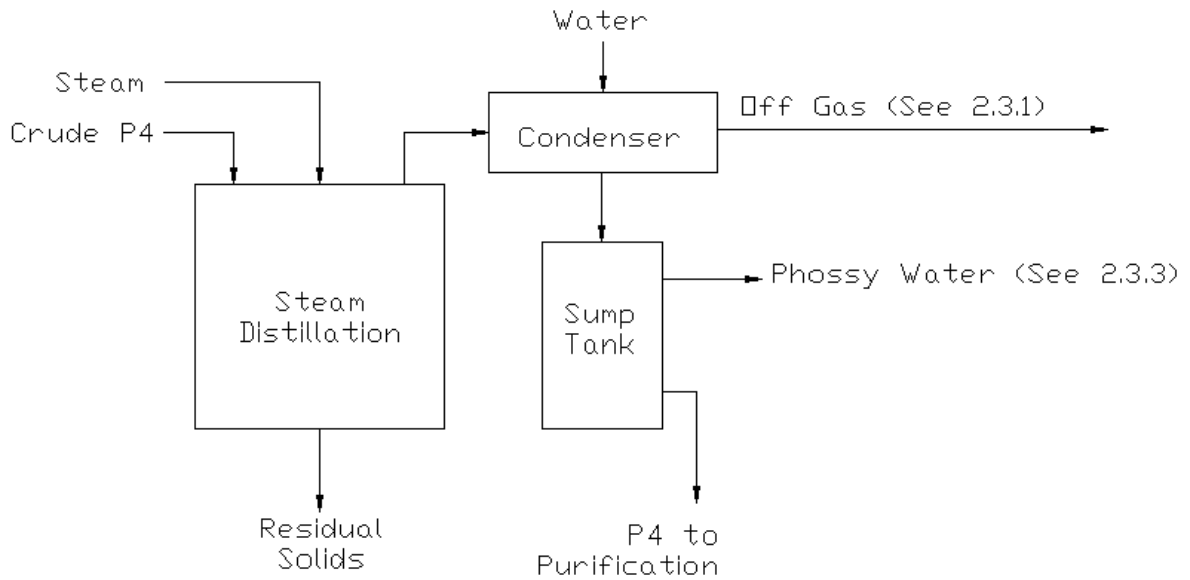 Water
Steam
Off Gas (See 2.3.1)
Crude P4
Condenser
Phossy Water (See 2.3.3)
Steam
Distillation
Sump
Tank
Residual
Solids
P4 to
Purification